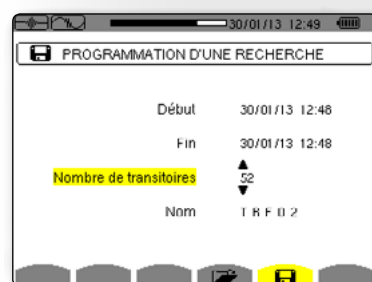 30/01/13 12:49
PROGRAMMATION D'UNE RECHERCHE
Début 30/01/13 12:48
Fin 30/01/13 12:48
Nombre de transitoires 52
Nom T R F 0 2